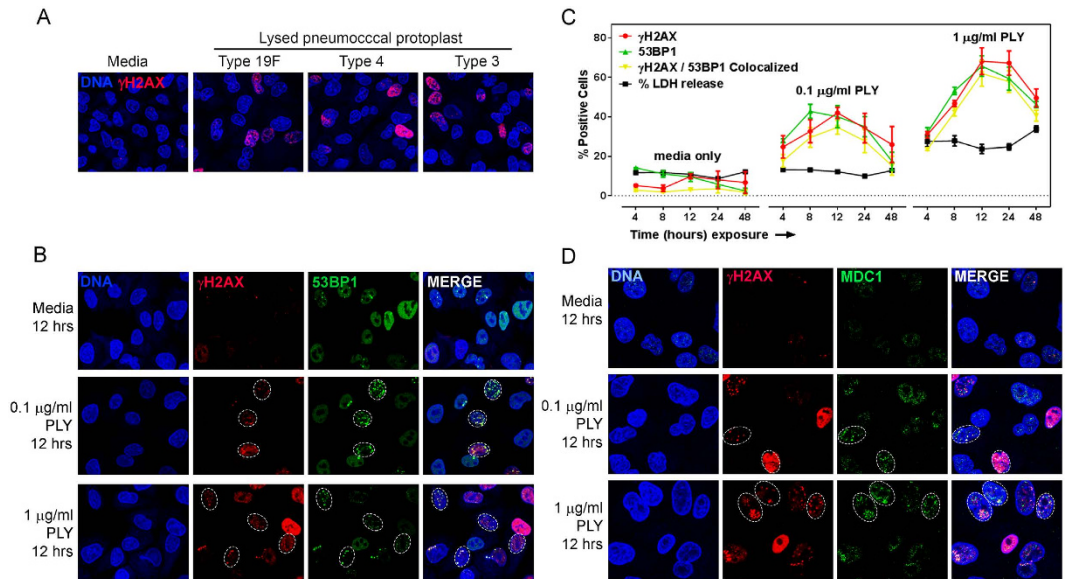 A
Lysed pneumocccal protoplast
Media
Type 19F
Type 4
Type 3
DNA γH2AX
C
γH2AX
53BP1
γH2AX / 53BP1 Colocalized
% LDH release
media only
0.1 μg/ml PLY
1 μg/ml PLY
% Positive Cells
80
60
40
20
0
4 8 12 24 48
4 8 12 24 48
4 8 12 24 48
Time (hours) exposure
B
DNA
γH2AX
53BP1
MERGE
Media
12 hrs
0.1 μg/ml
PLY
12 hrs
1 μg/ml
PLY
12 hrs
D
DNA
γH2AX
MDC1
MERGE
Media
12 hrs
0.1 μg/ml
PLY
12 hrs
1 μg/ml
PLY
12 hrs